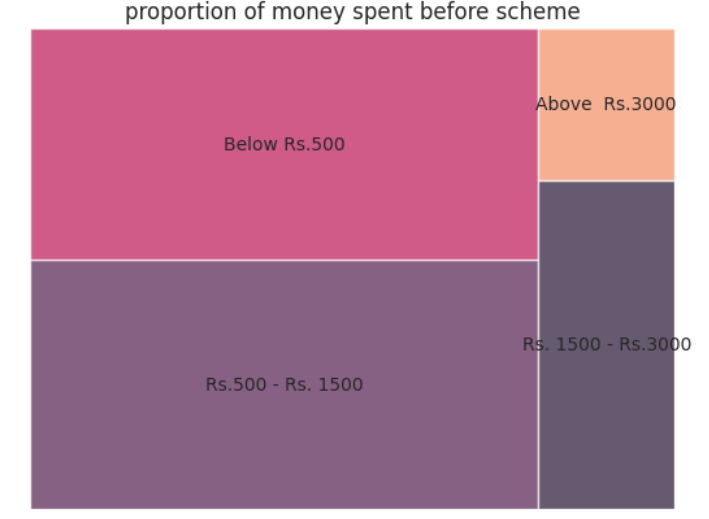 proportion of money spent before scheme
Above  Rs.3000
Below Rs.500
Rs. 1500 - Rs.3000
Rs.500 - Rs. 1500